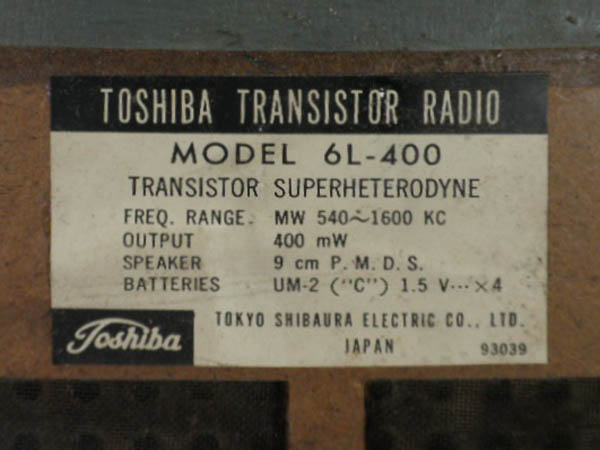 TOSHIBA TRANSISTOR RADIO
MODEL 6L-400
TRANSISTOR SUPERHETERODYNE
FREQ. RANGE. MW 540~1600 KC
OUTPUT 400 mW
SPEAKER 9 cm P. M. D. S.
BATTERIES UM-2 ("C") 1.5 V⋯×4
Toshiba
TOKYO SHIBAURA ELECTRIC CO., LTD.
JAPAN 93039